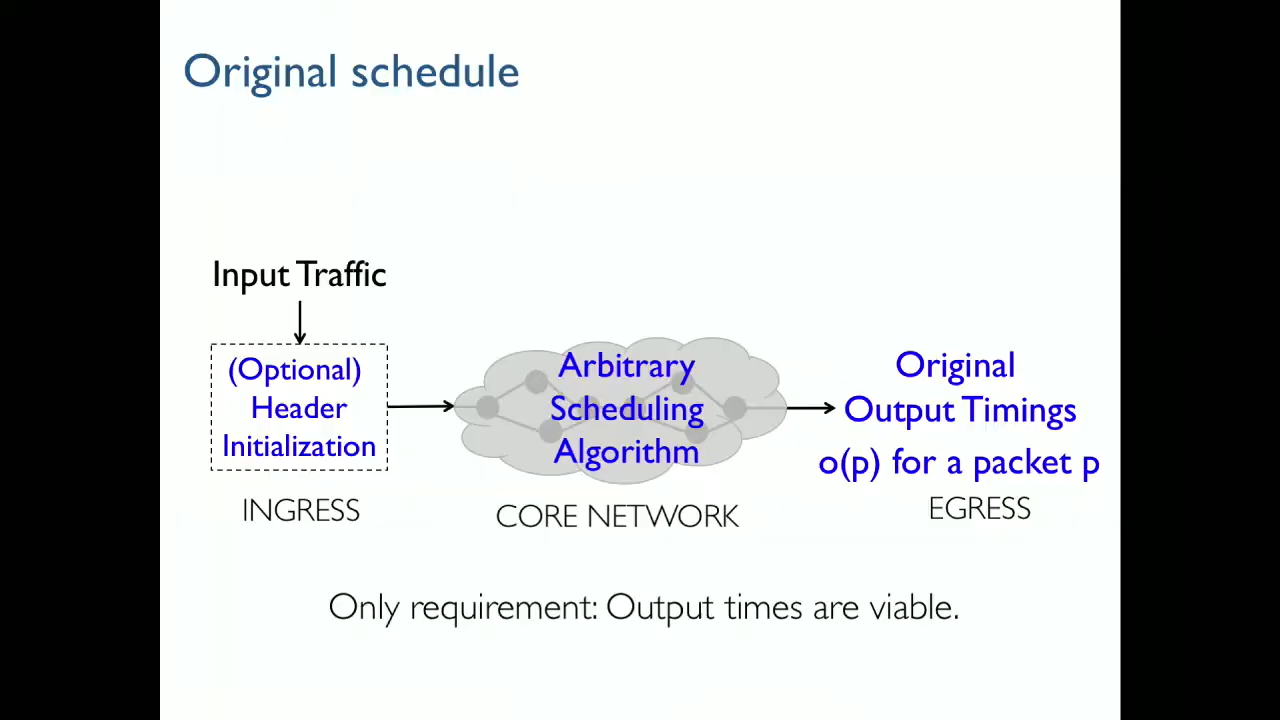 Original schedule
Input Traffic
(Optional)
Header
Initialization
INGRESS
Arbitrary
Scheduling
Algorithm
CORE NETWORK
Original
Output Timings
o(p) for a packet p
EGRESS
Only requirement: Output times are viable.